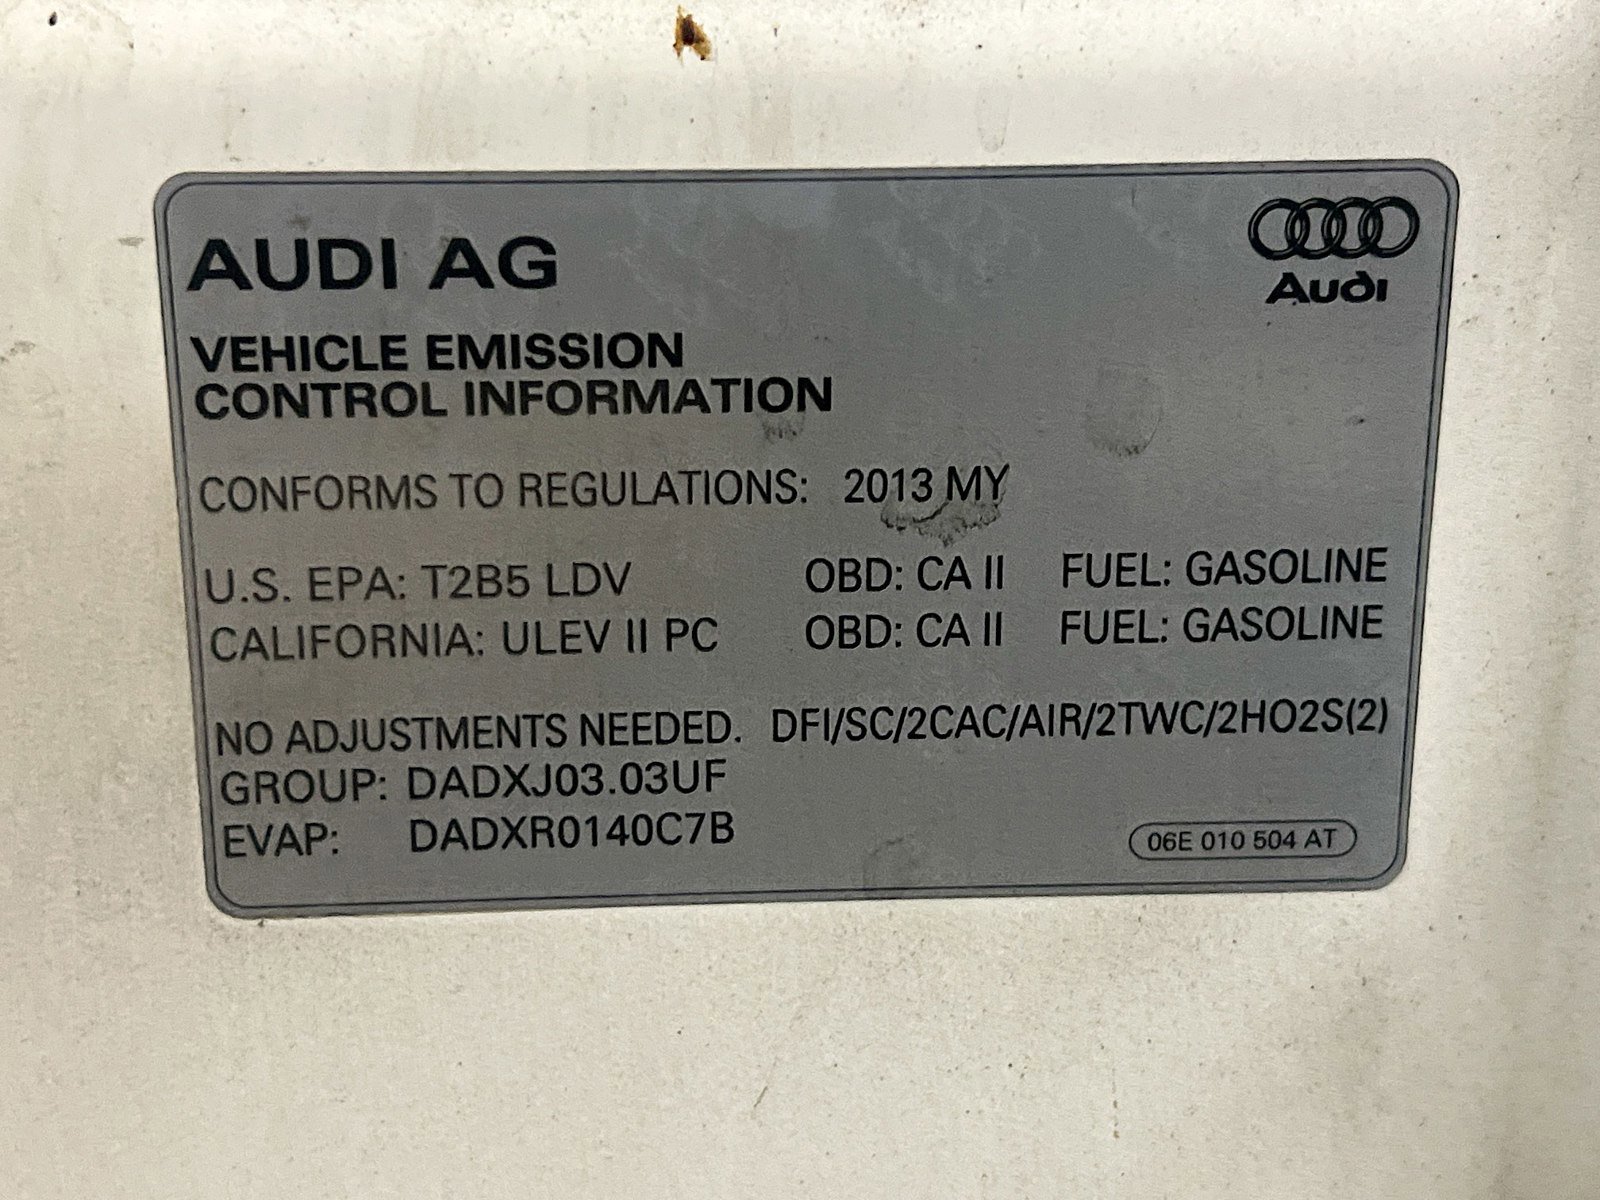 AUDI AG
Audi
VEHICLE EMISSION
CONTROL INFORMATION
CONFORMS TO REGULATIONS: 2013 MY
U.S. EPA: T2B5 LDV OBD: CA II FUEL: GASOLINE
CALIFORNIA: ULEV II PC OBD: CA II FUEL: GASOLINE
NO ADJUSTMENTS NEEDED. DFI/SC/2CAC/AIR/2TWC/2HO2S(2)
GROUP: DADXJ03.03UF
EVAP: DADXR0140C7B
06E 010 504 AT